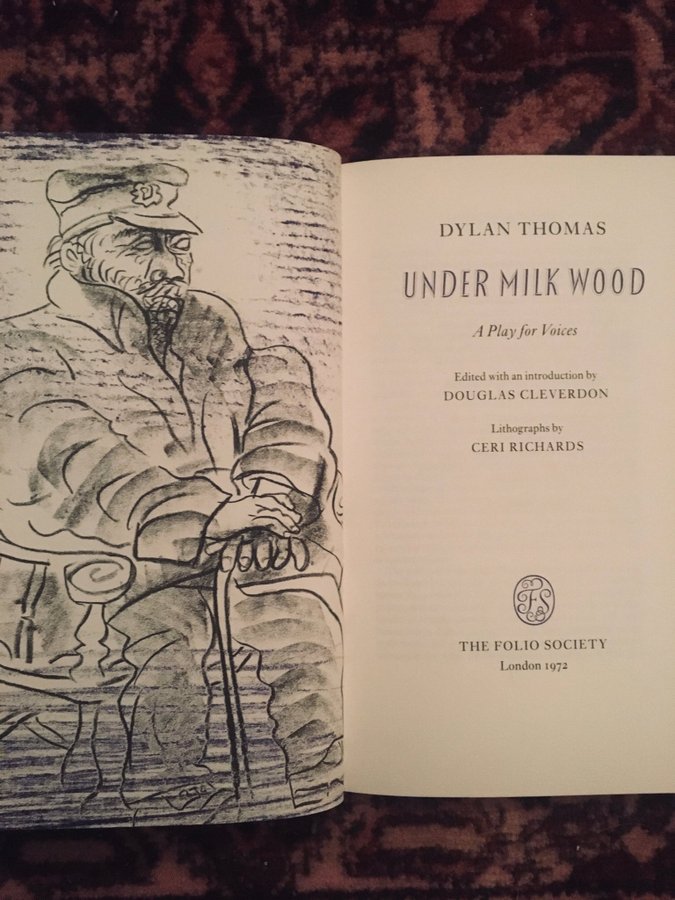 DYLAN THOMAS
UNDER MILK WOOD
A Play for Voices
Edited with an introduction by
DOUGLAS CLEVERDON
Lithographs by
CERI RICHARDS
FS
THE FOLIO SOCIETY
London 1972